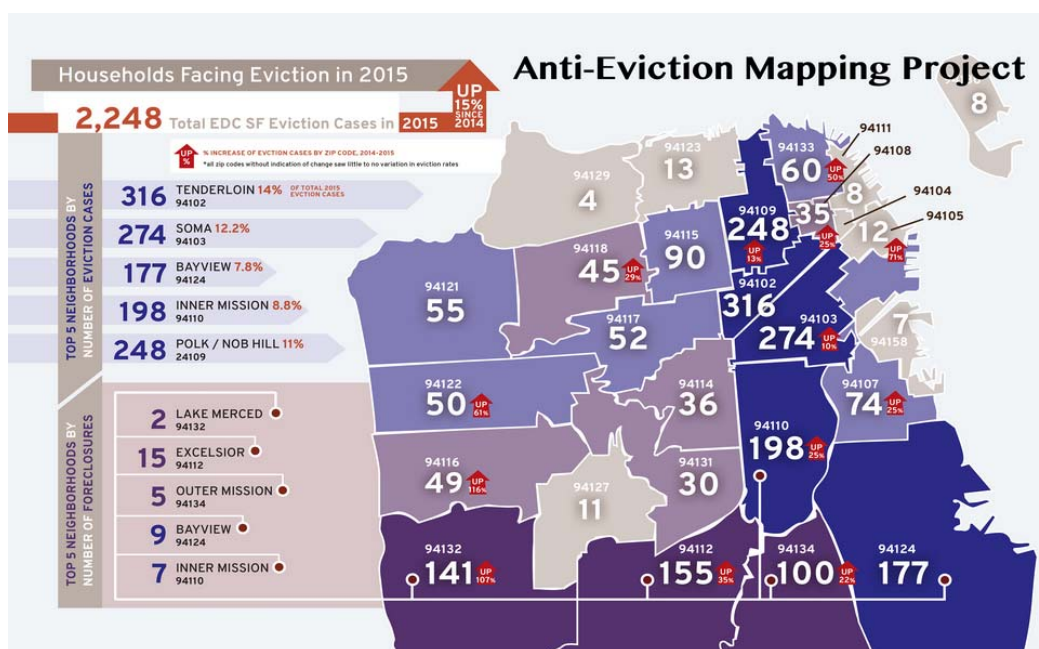 Anti-Eviction Mapping Project
Households Facing Eviction in 2015
UP
15%
SINCE
2014
2,248 Total EDC SF Eviction Cases in 2015
UP
%
% INCREASE OF EVCTION CASES BY ZIP CODE, 2014-2015
*all zip codes without indication of change saw little to no variation in eviction rates
TOP 5 NEIGHBORHOODS BY
NUMBER OF EVICTION CASES
316 TENDERLOIN 14% OF TOTAL 2015
EVCTION CASES
94102
274 SOMA 12.2%
94103
177 BAYVIEW 7.8%
94124
198 INNER MISSION 8.8%
94110
248 POLK / NOB HILL 11%
24109
TOP 5 NEIGHBORHOODS BY
NUMBER OF FORECLOSURES
2 LAKE MERCED
94132
15 EXCELSIOR
94112
5 OUTER MISSION
94134
9 BAYVIEW
94124
7 INNER MISSION
94110
8
94129
4
94123
13
94133
60
UP
50%
94111
8
94108
35
UP
25%
94104
94105
12
UP
71%
94109
248
UP
13%
94115
90
94118
45
UP
29%
94121
55
94102
316
94103
274
UP
10%
94117
52
7
94158
94122
50
UP
61%
94114
36
94107
74
UP
25%
94110
198
UP
25%
94116
49
UP
116%
94131
30
94127
11
94132
141
UP
107%
94112
155
UP
35%
94134
100
UP
22%
94124
177